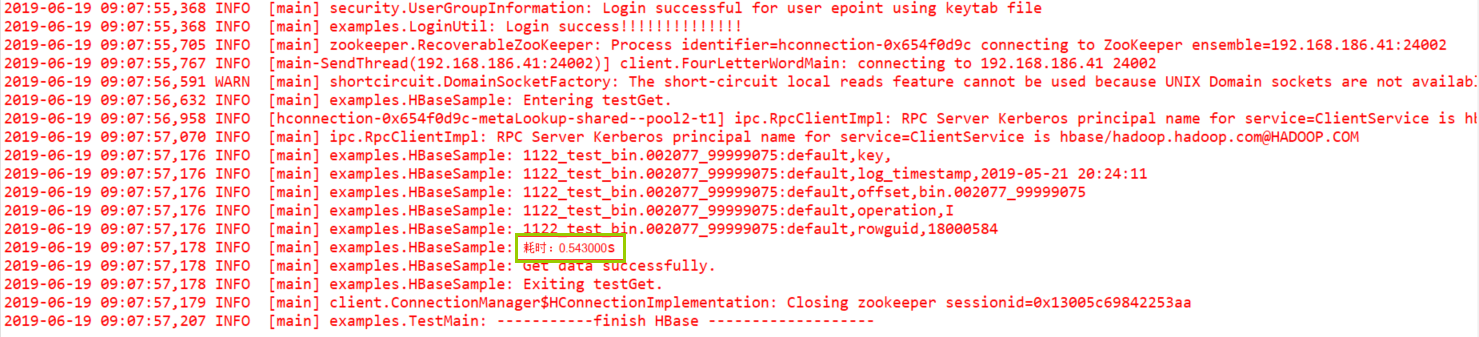 2019-06-19 09:07:55,368 INFO  [main] security.UserGroupInformation: Login successful for user epoint using keytab file
2019-06-19 09:07:55,368 INFO  [main] examples.LoginUtil: Login success!!!!!!!!!!!!!!
2019-06-19 09:07:55,705 INFO  [main] zookeeper.RecoverableZooKeeper: Process identifier=hconnection-0x654f0d9c connecting to ZooKeeper ensemble=192.168.186.41:24002
2019-06-19 09:07:55,767 INFO  [main-SendThread(192.168.186.41:24002)] client.FourLetterWordMain: connecting to 192.168.186.41 24002
2019-06-19 09:07:56,591 WARN  [main] shortcircuit.DomainSocketFactory: The short-circuit local reads feature cannot be used because UNIX Domain sockets are not availab
2019-06-19 09:07:56,632 INFO  [main] examples.HBaseSample: Entering testGet.
2019-06-19 09:07:56,958 INFO  [hconnection-0x654f0d9c-metaLookup-shared--pool2-t1] ipc.RpcClientImpl: RPC Server Kerberos principal name for service=ClientService is hb
2019-06-19 09:07:57,070 INFO  [main] ipc.RpcClientImpl: RPC Server Kerberos principal name for service=ClientService is hbase/hadoop.hadoop.com@HADOOP.COM
2019-06-19 09:07:57,176 INFO  [main] examples.HBaseSample: 1122_test_bin.002077_99999075:default,key,
2019-06-19 09:07:57,176 INFO  [main] examples.HBaseSample: 1122_test_bin.002077_99999075:default,log_timestamp,2019-05-21 20:24:11
2019-06-19 09:07:57,176 INFO  [main] examples.HBaseSample: 1122_test_bin.002077_99999075:default,offset,bin.002077_99999075
2019-06-19 09:07:57,176 INFO  [main] examples.HBaseSample: 1122_test_bin.002077_99999075:default,operation,I
2019-06-19 09:07:57,176 INFO  [main] examples.HBaseSample: 1122_test_bin.002077_99999075:default,rowguid,18000584
2019-06-19 09:07:57,178 INFO  [main] examples.HBaseSample: 耗时：0.543000s
2019-06-19 09:07:57,178 INFO  [main] examples.HBaseSample: Get data successfully.
2019-06-19 09:07:57,178 INFO  [main] examples.HBaseSample: Exiting testGet.
2019-06-19 09:07:57,179 INFO  [main] client.ConnectionManager$HConnectionImplementation: Closing zookeeper sessionid=0x13005c69842253aa
2019-06-19 09:07:57,207 INFO  [main] examples.TestMain: -----------finish HBase -------------------